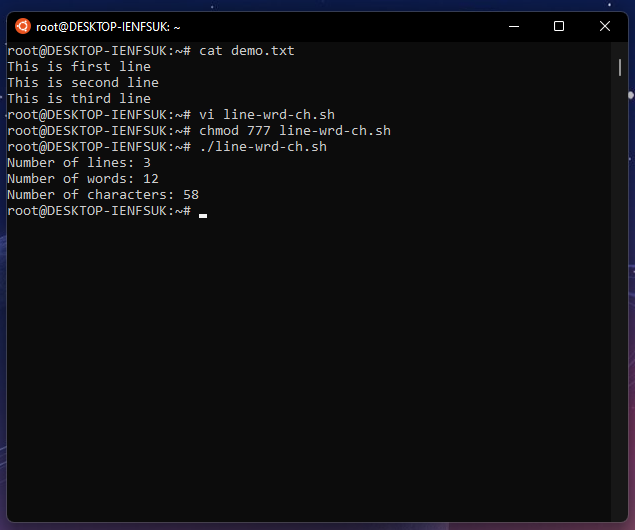 root@DESKTOP-IENFSUK: ~
root@DESKTOP-IENFSUK:~# cat demo.txt
This is first line
This is second line
This is third line
root@DESKTOP-IENFSUK:~# vi line-wrd-ch.sh
root@DESKTOP-IENFSUK:~# chmod 777 line-wrd-ch.sh
root@DESKTOP-IENFSUK:~# ./line-wrd-ch.sh
Number of lines: 3
Number of words: 12
Number of characters: 58
root@DESKTOP-IENFSUK:~#